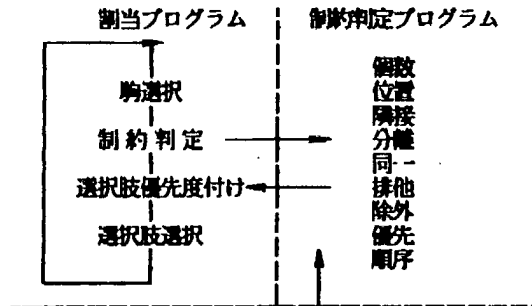 割当プログラム
制約判定プログラム
駒選択
制約判定
選択肢優先度付け
選択肢選択
個数
位置
隣接
分離
同一
排他
除外
優先
順序